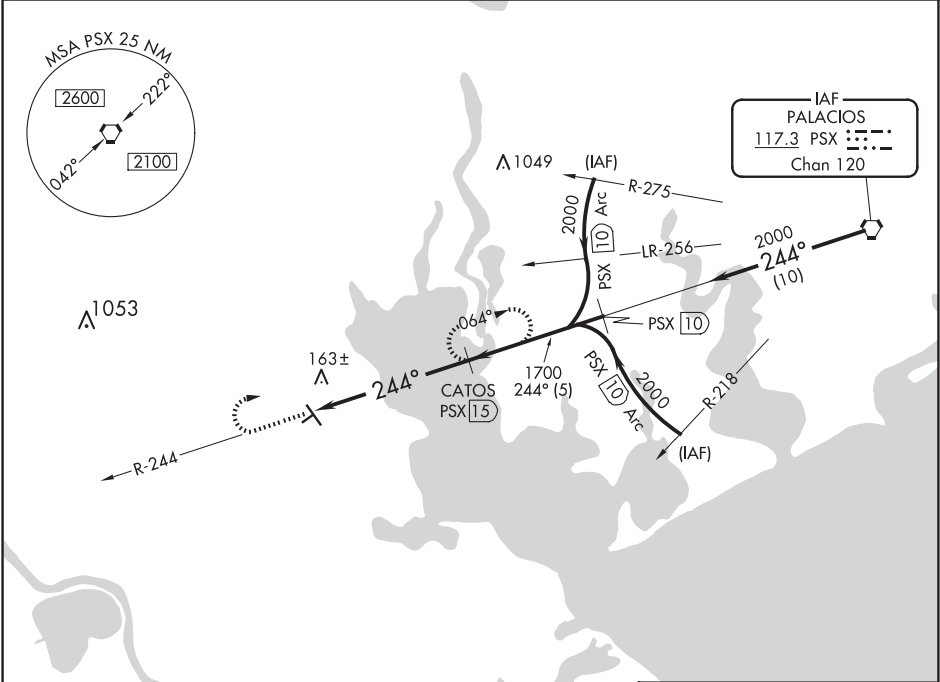 MSA PSX 25 NM
2600
222°
042°
2100
IAF
PALACIOS
117.3 PSX
Chan 120
1049
(IAF)
R-275
2000
PSX 10 Arc
LR-256
2000
244°
(10)
PSX 10
1053
064°
163±
244°
CATOS
PSX 15
1700
244° (5)
PSX 10 Arc
2000
R-218
(IAF)
R-244